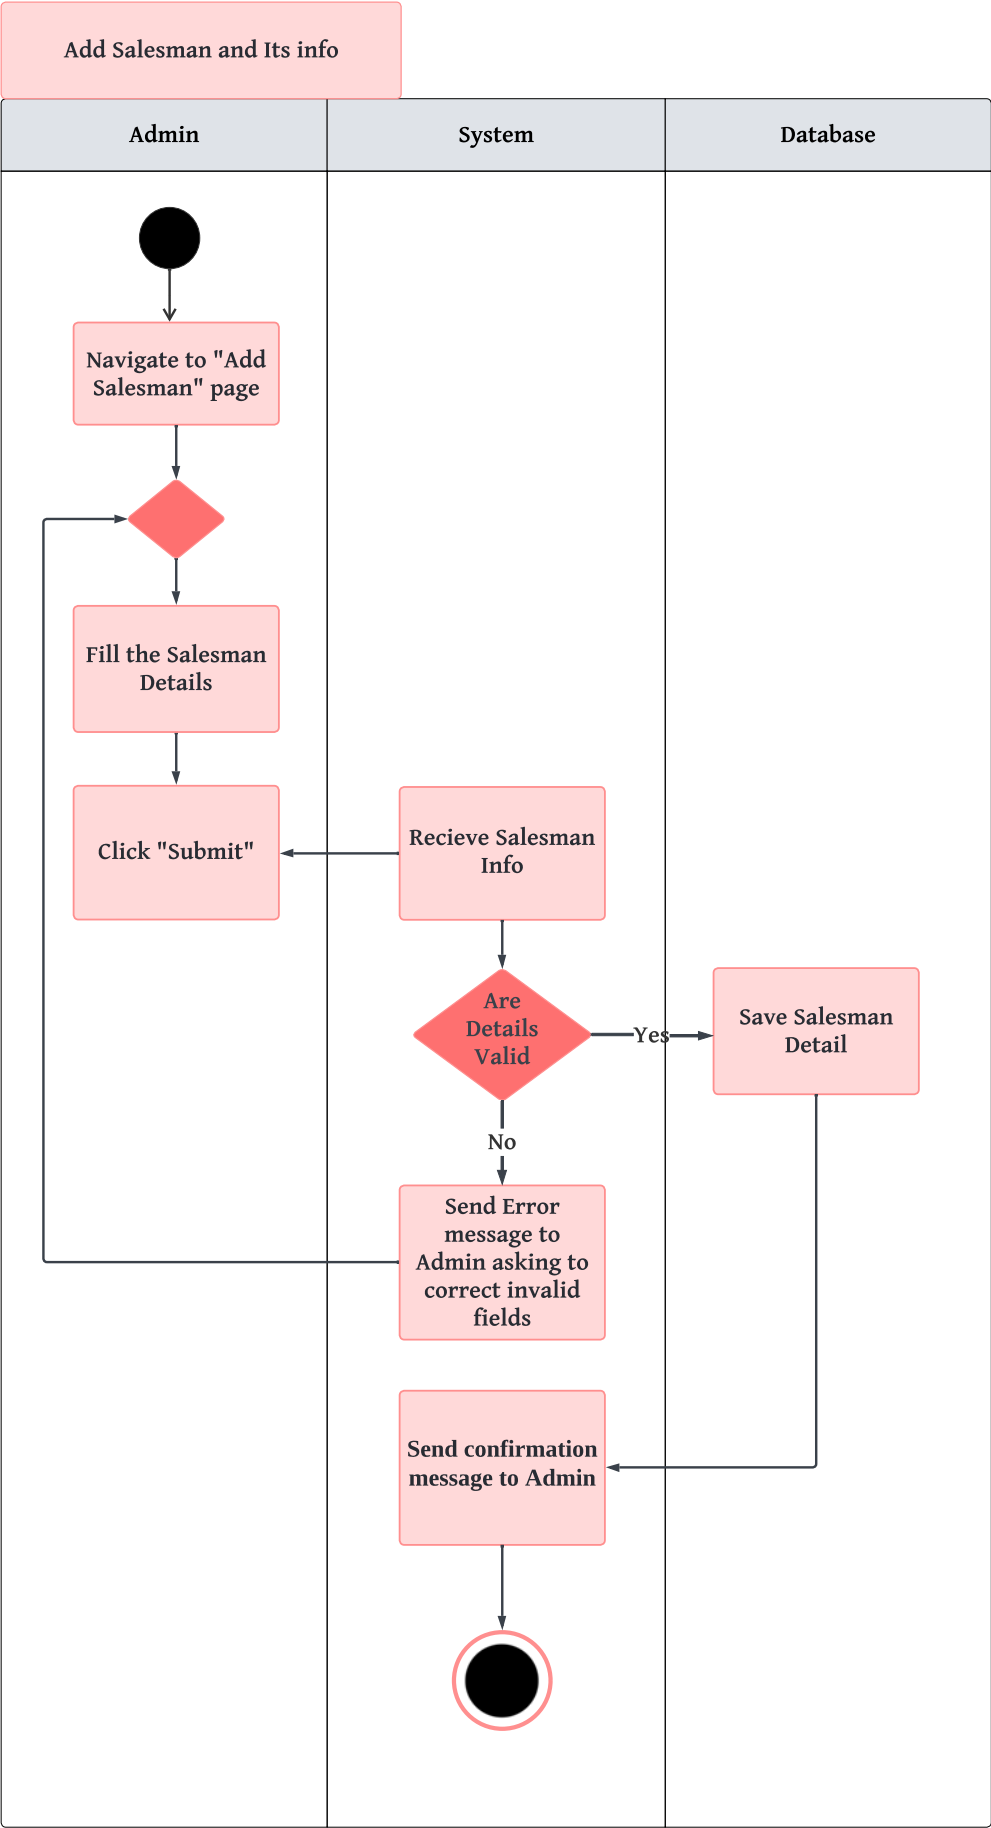 Add Salesman and Its info
Admin
System
Database
Navigate to "Add
Salesman" page
Fill the Salesman
Details
Click "Submit"
Recieve Salesman
Info
Are
Details
Valid
Yes
Save Salesman
Detail
No
Send Error
message to
Admin asking to
correct invalid
fields
Send confirmation
message to Admin